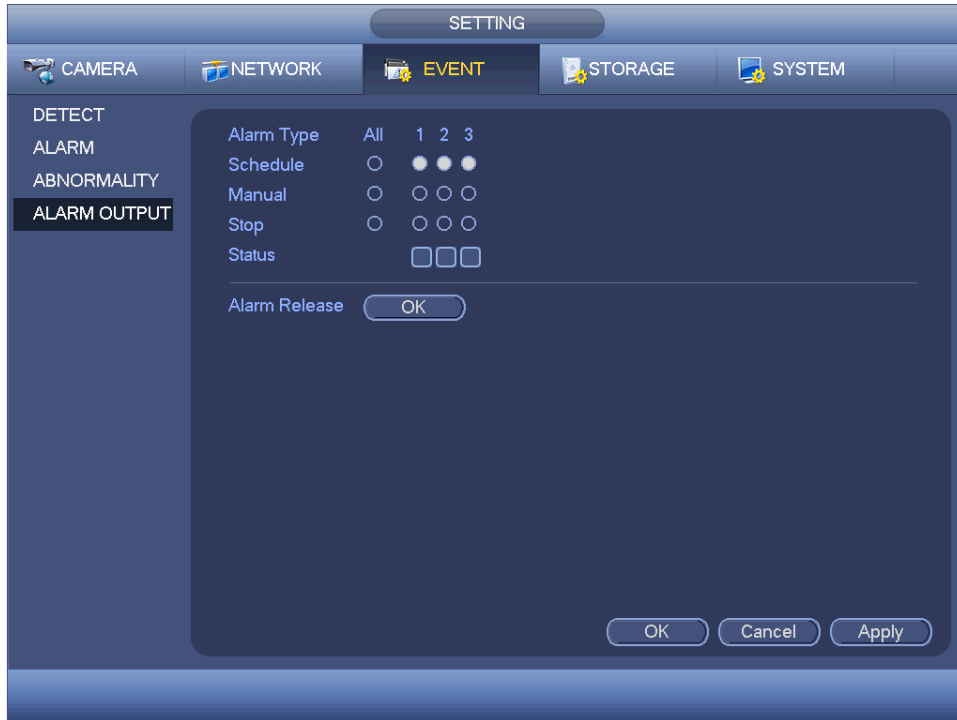 SETTING
CAMERA NETWORK EVENT STORAGE SYSTEM
DETECT
ALARM
ABNORMALITY
ALARM OUTPUT
Alarm Type All 1 2 3
Schedule
Manual
Stop
Status
Alarm Release OK
OK Cancel Apply